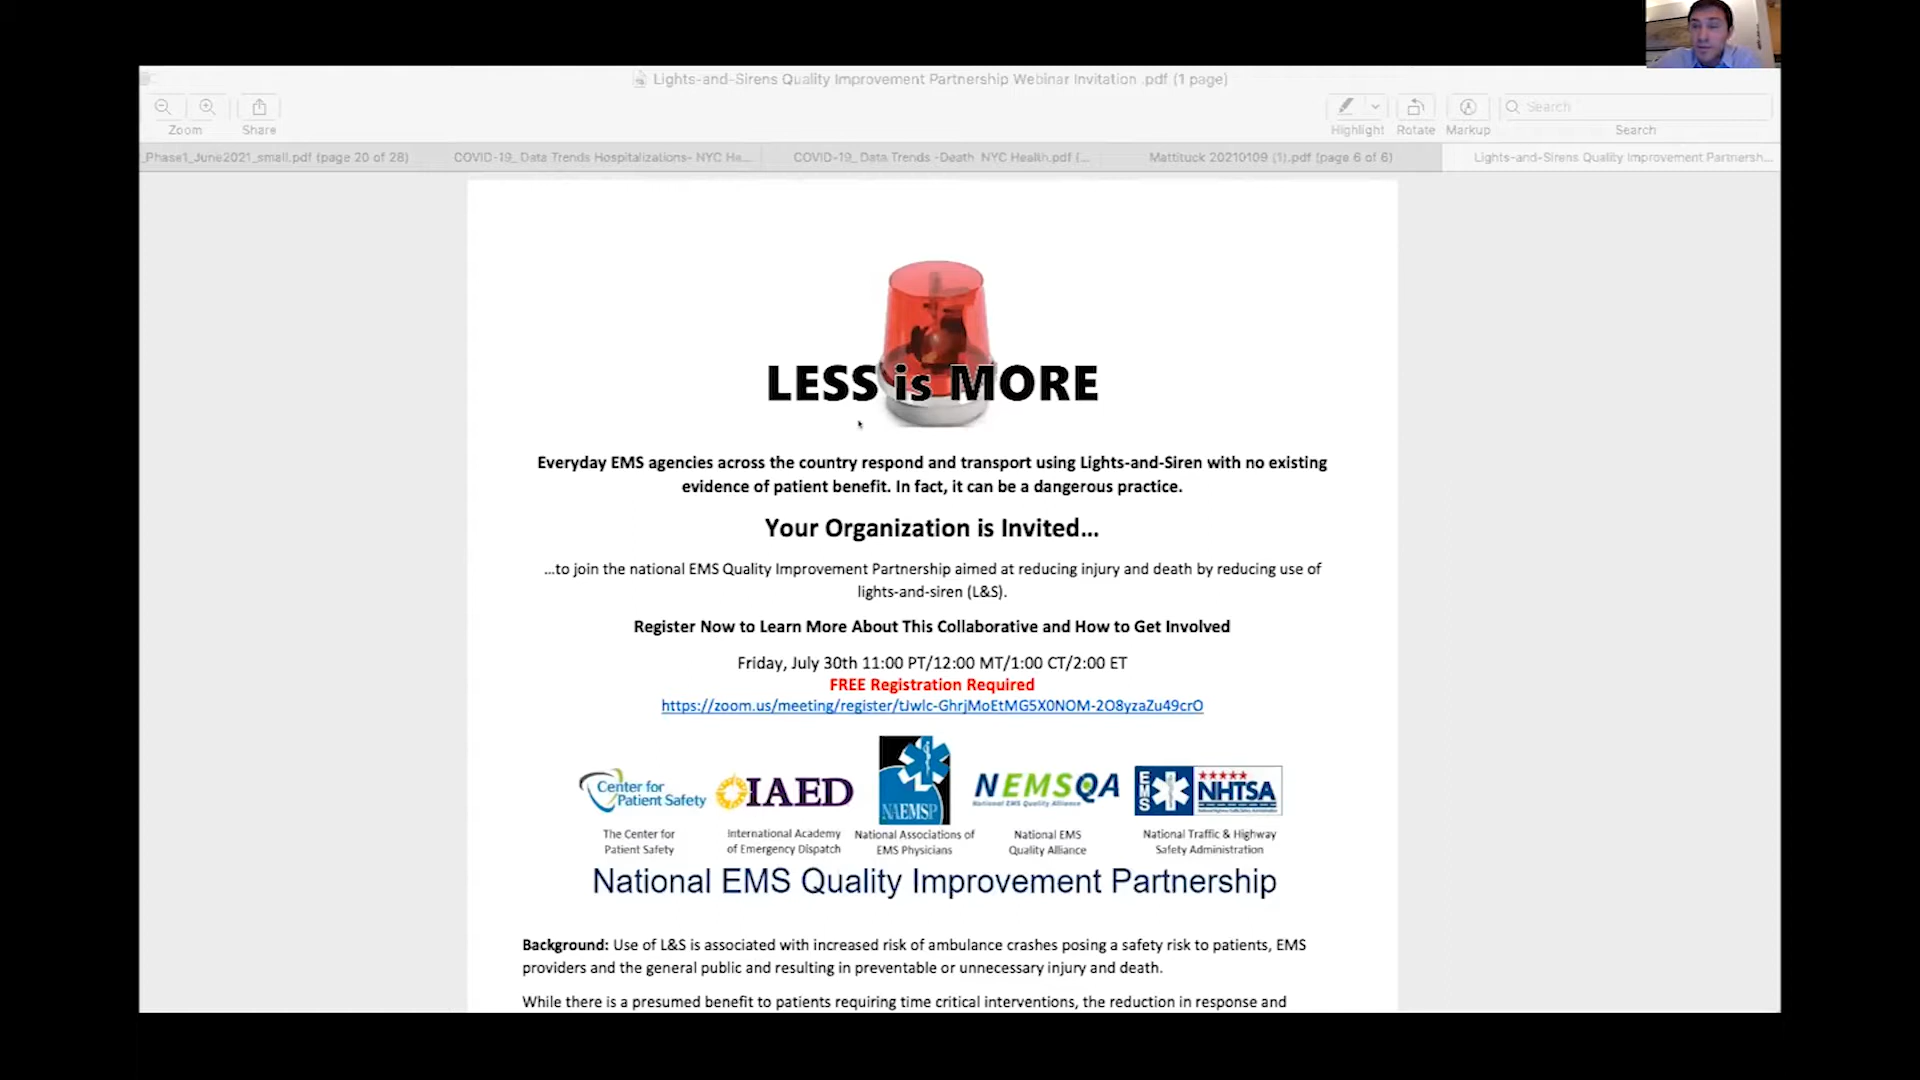 Lights-and-Sirens Quality Improvement Partnership Webinar Invitation .pdf (1 page)
Zoom
Share
Highlight
Rotate
Markup
Search
Search
_Phase1_June2021_small.pdf (page 20 of 28)
COVID-19_ Data Trends Hospitalizations- NYC He...
COVID-19_ Data Trends -Death NYC Health.pdf (...
Mattituck 20210109 (1).pdf (page 6 of 6)
Lights-and-Sirens Quality Improvement Partnersh...
LESS is MORE
Everyday EMS agencies across the country respond and transport using Lights-and-Siren with no existing
evidence of patient benefit. In fact, it can be a dangerous practice.
Your Organization is Invited...
...to join the national EMS Quality Improvement Partnership aimed at reducing injury and death by reducing use of
lights-and-siren (L&S).
Register Now to Learn More About This Collaborative and How to Get Involved
Friday, July 30th 11:00 PT/12:00 MT/1:00 CT/2:00 ET
FREE Registration Required
https://zoom.us/meeting/register/tJwlc-GhrjMoEtMG5X0NOM-2O8yzaZu49crO
Center for
Patient Safety
IAED
NAEMSP
NEMSQA
National EMS Quality Alliance
EMS
NHTSA
The Center for
Patient Safety
International Academy
of Emergency Dispatch
National Associations of
EMS Physicians
National EMS
Quality Alliance
National Traffic & Highway
Safety Administration
National EMS Quality Improvement Partnership
Background: Use of L&S is associated with increased risk of ambulance crashes posing a safety risk to patients, EMS
providers and the general public and resulting in preventable or unnecessary injury and death.
While there is a presumed benefit to patients requiring time critical interventions, the reduction in response and